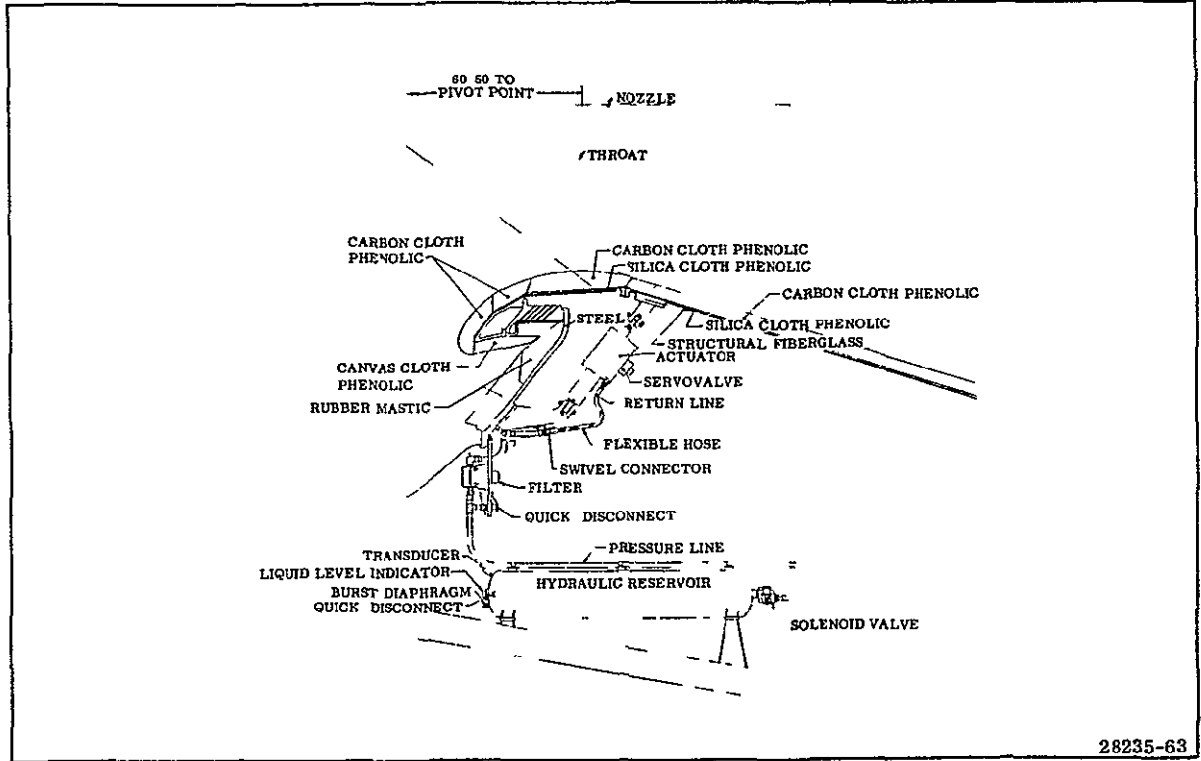 60 50 TO
PIVOT POINT
NOZZLE
THROAT
CARBON CLOTH
PHENOLIC
CARBON CLOTH PHENOLIC
SILICA CLOTH PHENOLIC
CARBON CLOTH PHENOLIC
STEEL
SILICA CLOTH PHENOLIC
STRUCTURAL FIBERGLASS
ACTUATOR
CANVAS CLOTH
PHENOLIC
SERVOVALVE
RUBBER MASTIC
RETURN LINE
FLEXIBLE HOSE
SWIVEL CONNECTOR
FILTER
QUICK DISCONNECT
TRANSDUCER
PRESSURE LINE
LIQUID LEVEL INDICATOR
HYDRAULIC RESERVOIR
BURST DIAPHRAGM
QUICK DISCONNECT
SOLENOID VALVE
28235-63